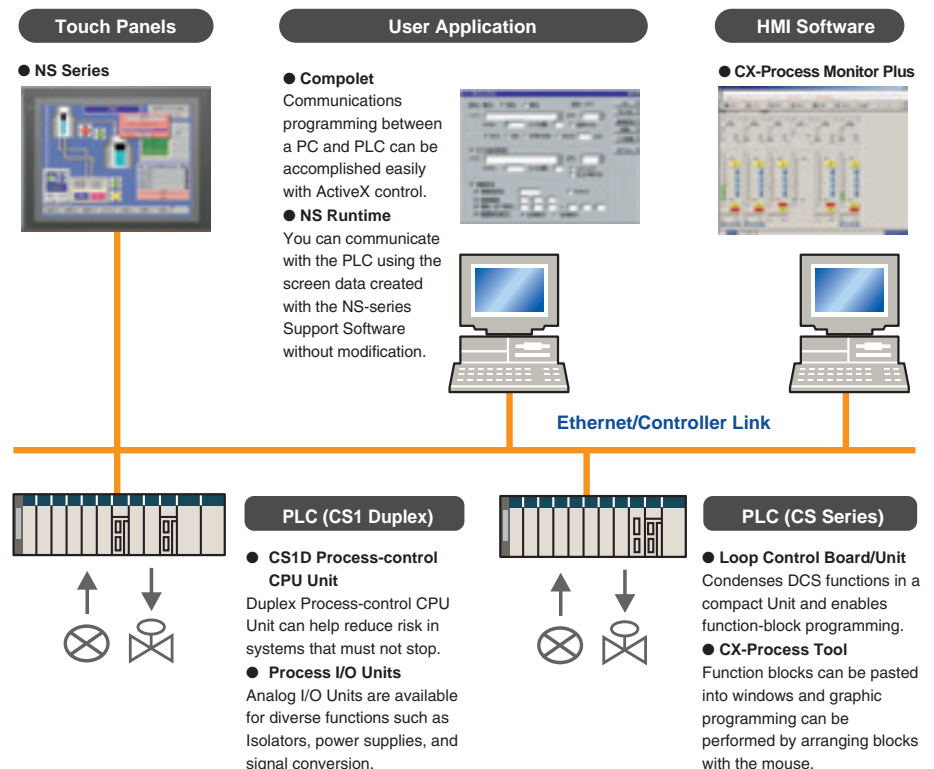 Touch Panels
User Application
HMI Software
● NS Series
● Compolet
Communications
programming between
a PC and PLC can be
accomplished easily
with ActiveX control.
● NS Runtime
You can communicate
with the PLC using the
screen data created
with the NS-series
Support Software
without modification.
● CX-Process Monitor Plus
Ethernet/Controller Link
PLC (CS1 Duplex)
● CS1D Process-control
CPU Unit
Duplex Process-control CPU
Unit can help reduce risk in
systems that must not stop.
● Process I/O Units
Analog I/O Units are available
for diverse functions such as
Isolators, power supplies, and
signal conversion.
PLC (CS Series)
● Loop Control Board/Unit
Condenses DCS functions in a
compact Unit and enables
function-block programming.
● CX-Process Tool
Function blocks can be pasted
into windows and graphic
programming can be
performed by arranging blocks
with the mouse.